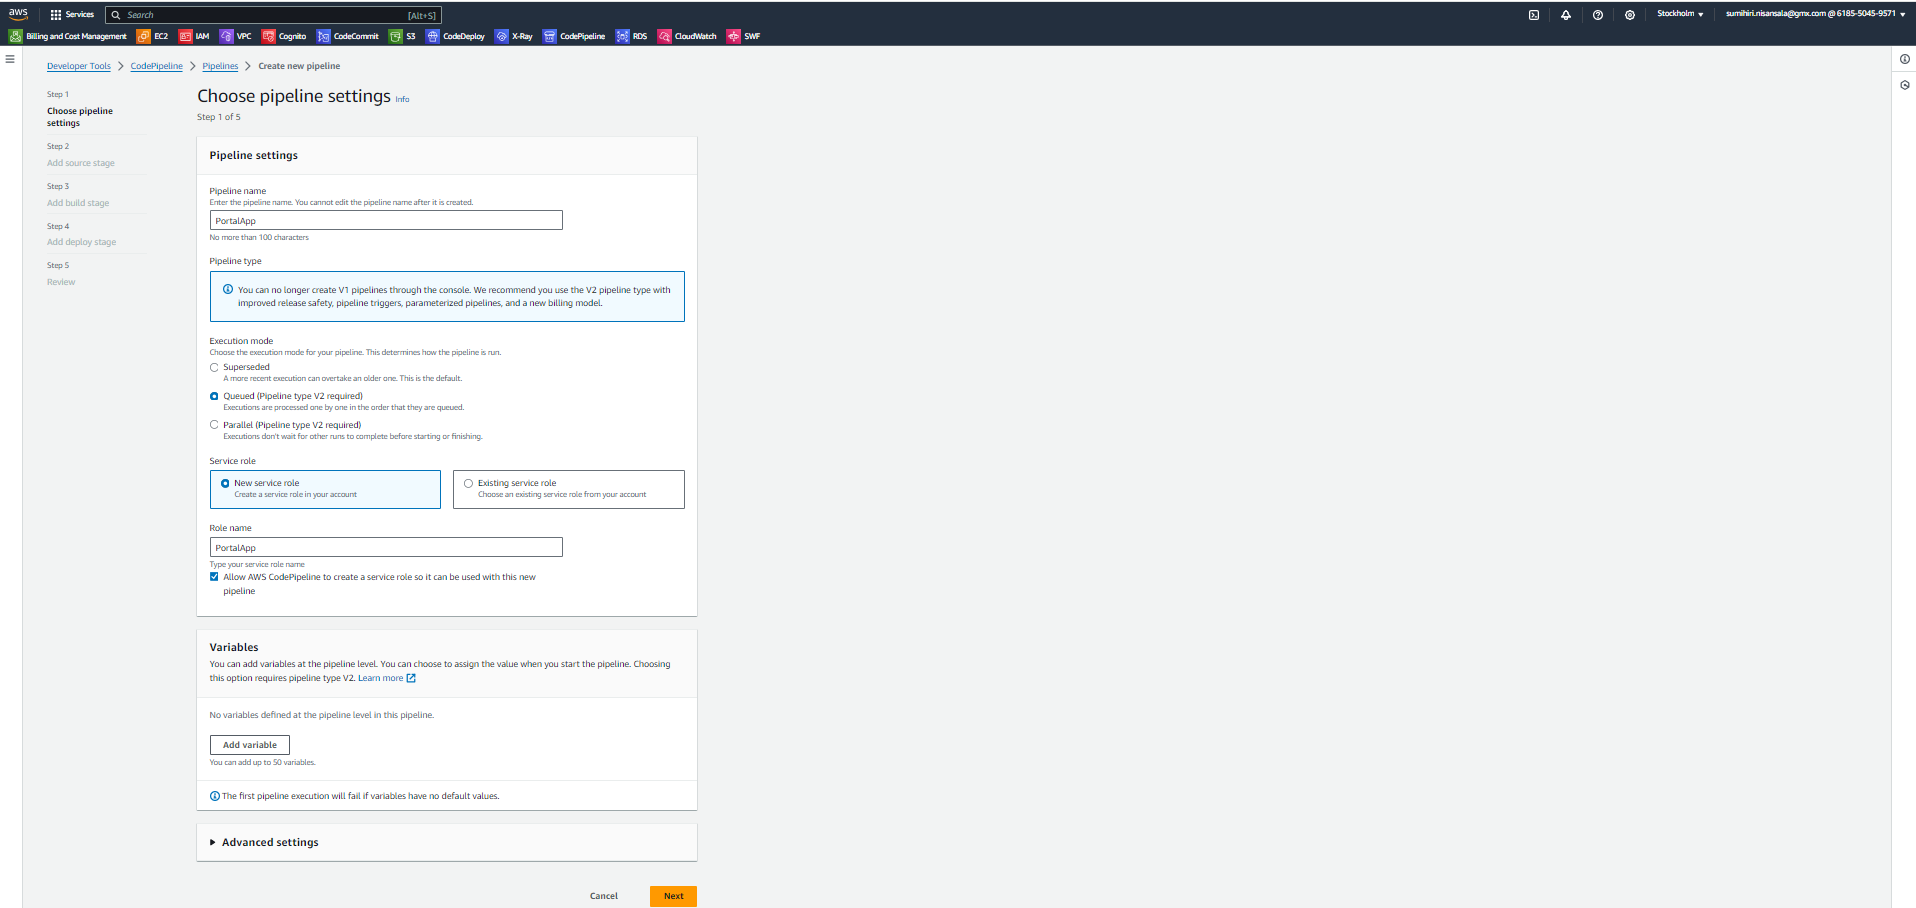 aws
Services
Search
[Alt+S]
Stockholm
sumihiri.nisansala@gmx.com @ 6185-5045-9571
Billing and Cost Management
EC2
IAM
VPC
Cognito
CodeCommit
S3
CodeDeploy
X-Ray
CodePipeline
RDS
CloudWatch
SWF
Developer Tools
CodePipeline
Pipelines
Create new pipeline
Step 1
Choose pipeline
settings
Step 2
Add source stage
Step 3
Add build stage
Step 4
Add deploy stage
Step 5
Review
Choose pipeline settings Info
Step 1 of 5
Pipeline settings
Pipeline name
Enter the pipeline name. You cannot edit the pipeline name after it is created.
PortalApp
No more than 100 characters
Pipeline type
You can no longer create V1 pipelines through the console. We recommend you use the V2 pipeline type with
improved release safety, pipeline triggers, parameterized pipelines, and a new billing model.
Execution mode
Choose the execution mode for your pipeline. This determines how the pipeline is run.
Superseded
A more recent execution can overtake an older one. This is the default.
Queued (Pipeline type V2 required)
Executions are processed one by one in the order that they are queued.
Parallel (Pipeline type V2 required)
Executions don't wait for other runs to complete before starting or finishing.
Service role
New service role
Create a service role in your account
Existing service role
Choose an existing service role from your account
Role name
PortalApp
Type your service role name
Allow AWS CodePipeline to create a service role so it can be used with this new
pipeline
Variables
You can add variables at the pipeline level. You can choose to assign the value when you start the pipeline. Choosing
this option requires pipeline type V2. Learn more
No variables defined at the pipeline level in this pipeline.
Add variable
You can add up to 50 variables.
The first pipeline execution will fail if variables have no default values.
Advanced settings
Cancel
Next